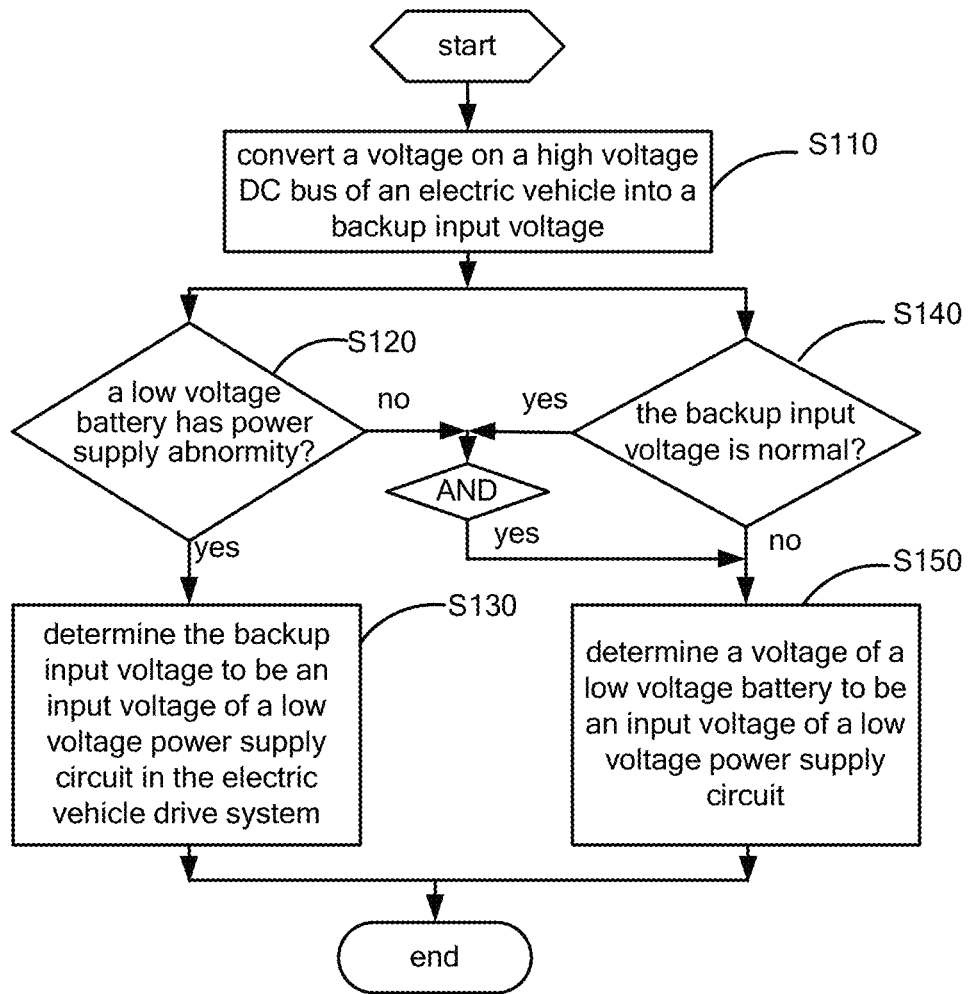 start
convert a voltage on a high voltage
DC bus of an electric vehicle into a
backup input voltage
S110
S120
S140
a low voltage
battery has power
supply abnormity?
no
yes
the backup input
voltage is normal?
AND
yes
yes
no
S130
S150
determine the backup
input voltage to be an
input voltage of a low
voltage power supply
circuit in the electric
vehicle drive system
determine a voltage of a
low voltage battery to be
an input voltage of a low
voltage power supply
circuit
end